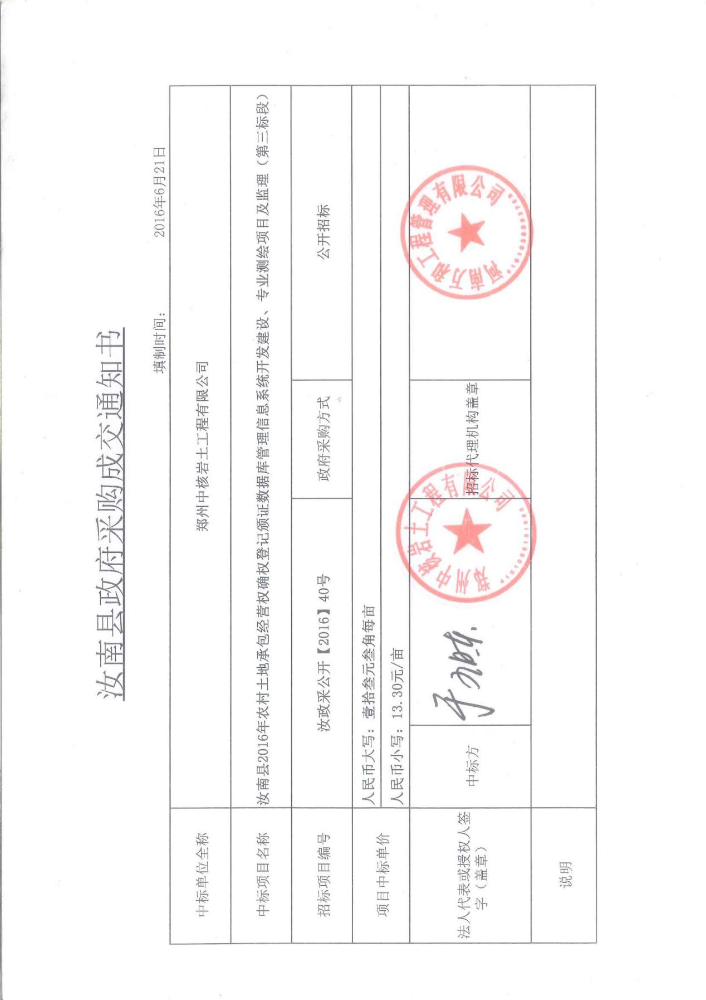 汝南县政府采购成交通知书
填制时间： 2016年6月21日
中标单位全称 郑州中核岩土工程有限公司
中标项目名称 汝南县2016年农村土地承包经营权确权登记颁证数据库管理信息系统开发建设、专业测绘项目及监理（第三标段）
招标项目编号 汝政采公开【2016】40号 政府采购方式 公开招标
项目中标单价 人民币大写：壹拾叁元叁角每亩
人民币小写：13.30元/亩
法人代表或授权人签
字（盖章）
中标方
郑州中核岩土工程有限公司
招标代理机构盖章
河南万和工程管理有限公司
说明